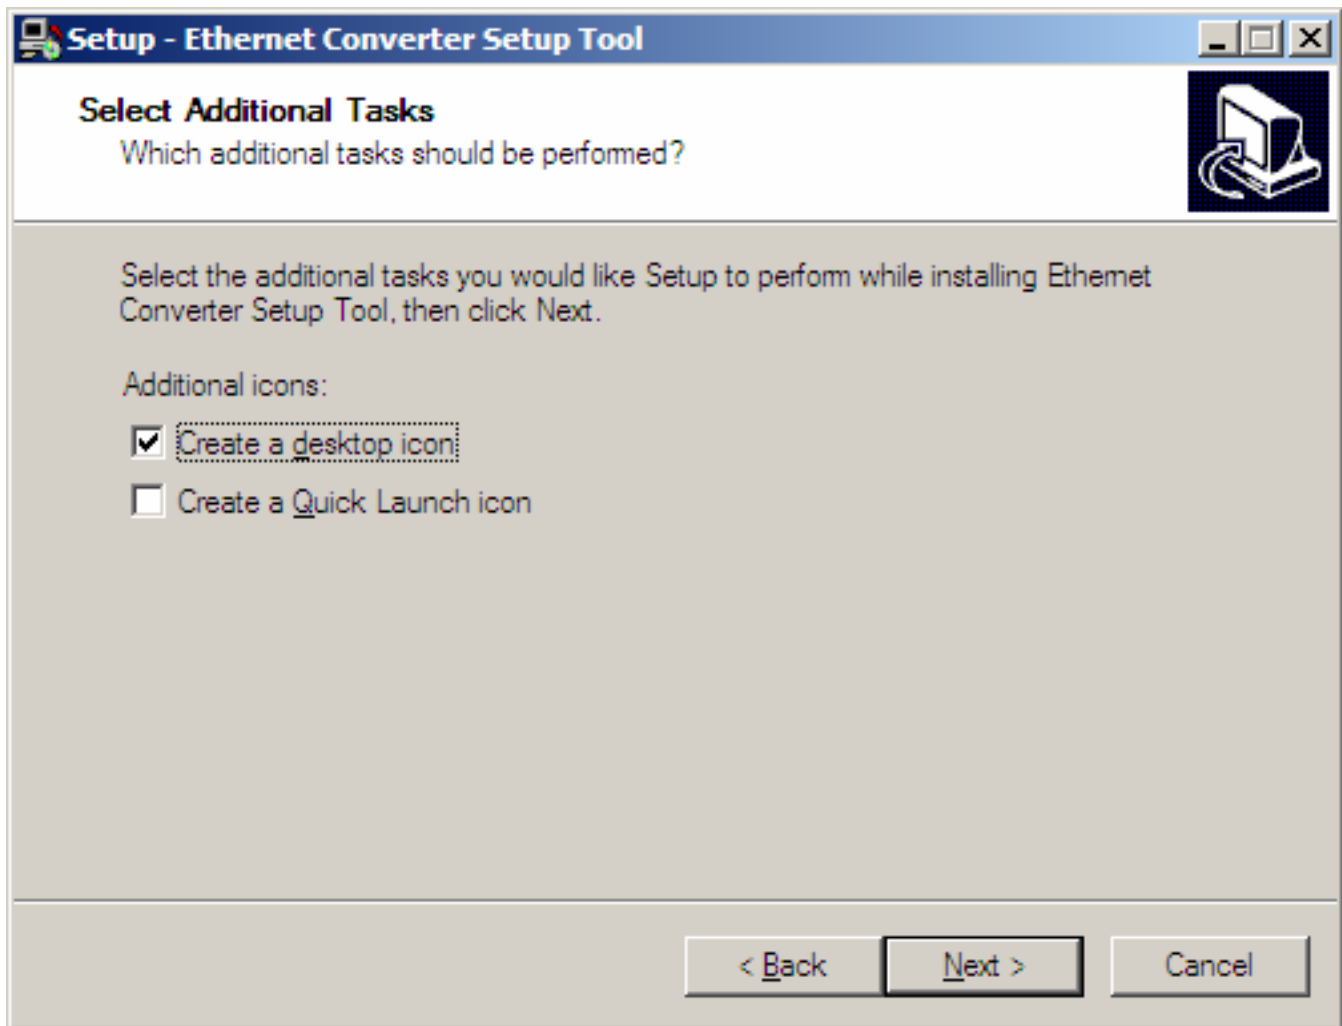 Setup - Ethernet Converter Setup Tool
Select Additional Tasks
Which additional tasks should be performed?
Select the additional tasks you would like Setup to perform while installing Ethernet
Converter Setup Tool, then click Next.
Additional icons:
Create a desktop icon
Create a Quick Launch icon
< Back Next > Cancel